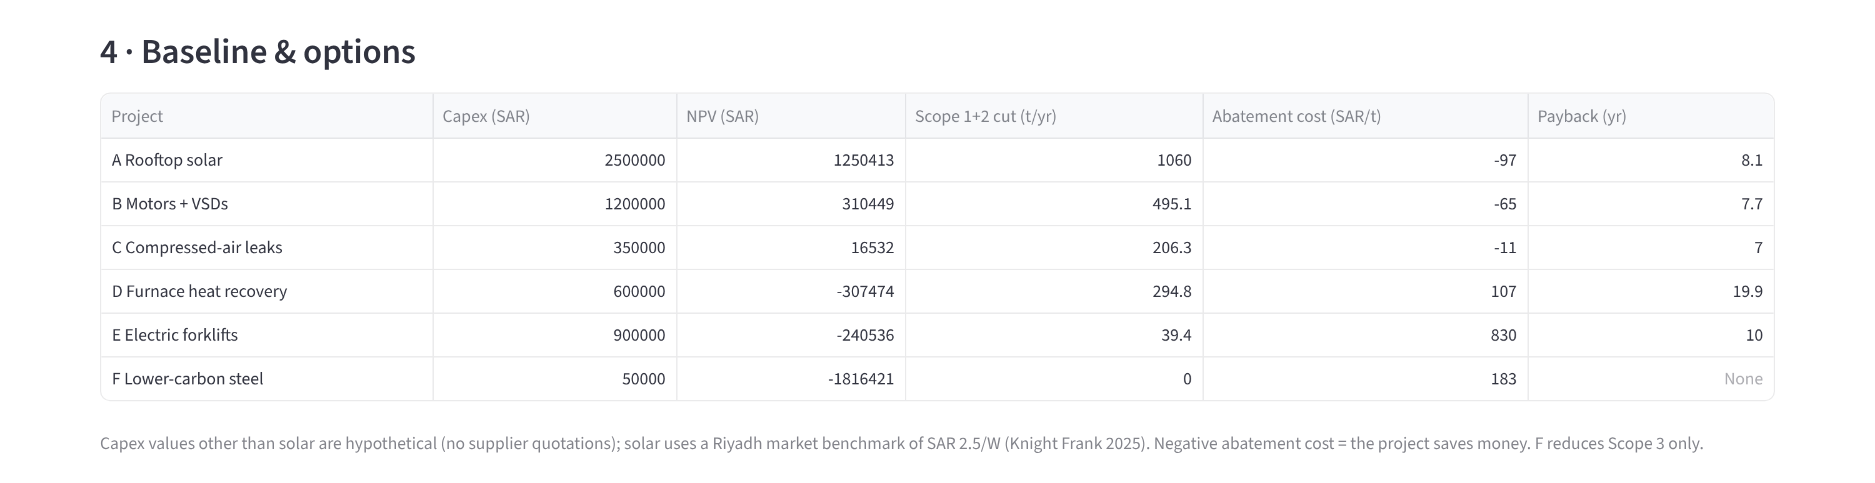 4 · Baseline & options
Project Capex (SAR) NPV (SAR) Scope 1+2 cut (t/yr) Abatement cost (SAR/t) Payback (yr)
A Rooftop solar 2500000 1250413 1060 -97 8.1
B Motors + VSDs 1200000 310449 495.1 -65 7.7
C Compressed-air leaks 350000 16532 206.3 -11 7
D Furnace heat recovery 600000 -307474 294.8 107 19.9
E Electric forklifts 900000 -240536 39.4 830 10
F Lower-carbon steel 50000 -1816421 0 183 None
Capex values other than solar are hypothetical (no supplier quotations); solar uses a Riyadh market benchmark of SAR 2.5/W (Knight Frank 2025). Negative abatement cost = the project saves money. F reduces Scope 3 only.